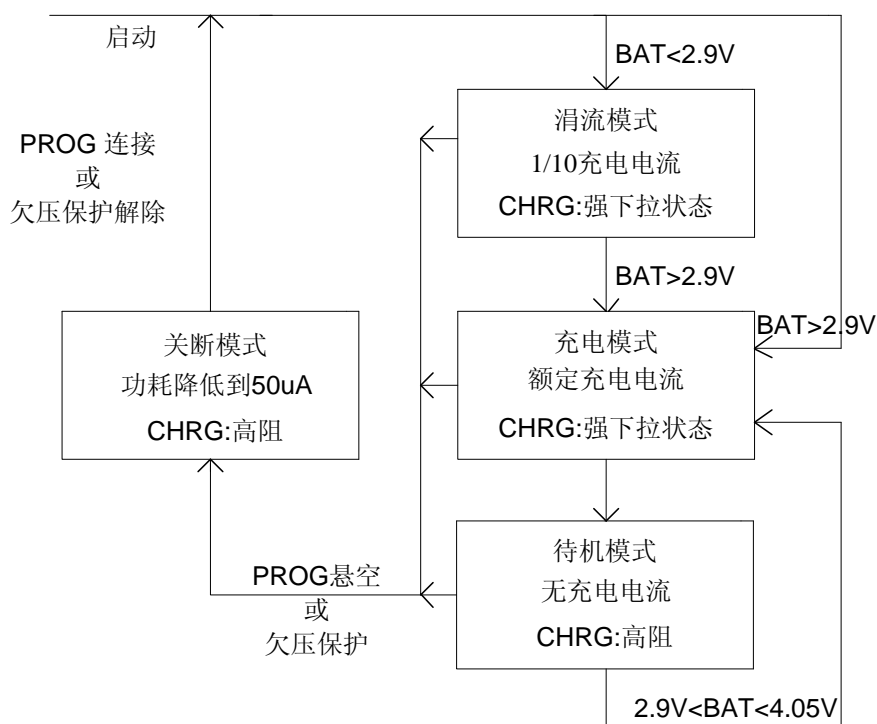 启动
BAT<2.9V
涓流模式
1/10充电电流
CHRG:强下拉状态
PROG 连接
或
欠压保护解除
BAT>2.9V
BAT>2.9V
关断模式
功耗降低到50uA
CHRG:高阻
充电模式
额定充电电流
CHRG:强下拉状态
PROG悬空
或
欠压保护
待机模式
无充电电流
CHRG:高阻
2.9V<BAT<4.05V